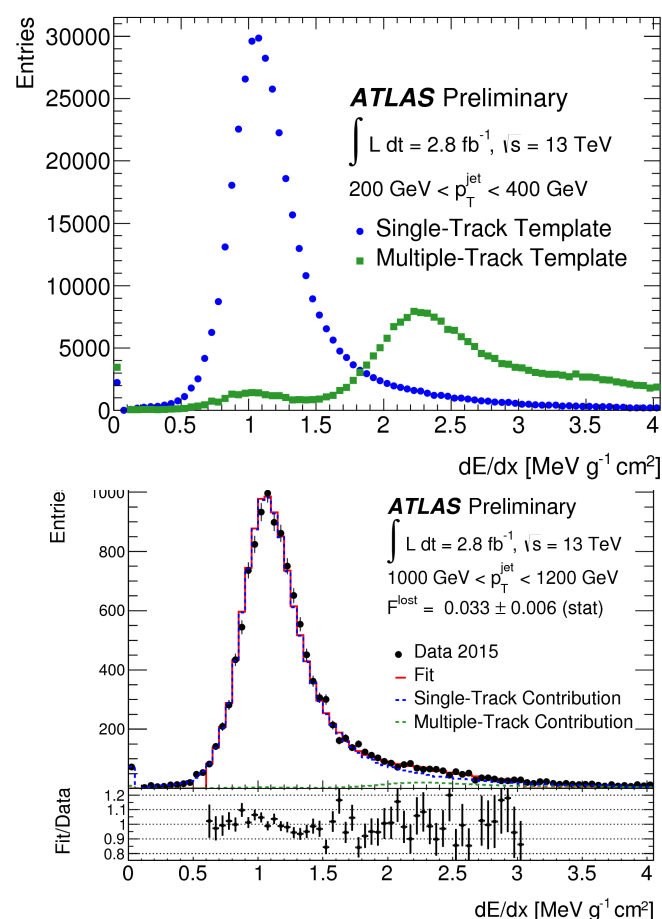 Entries
30000
25000
20000
15000
10000
5000
0
ATLAS Preliminary
∫ L dt = 2.8 fb⁻¹, √s = 13 TeV
200 GeV < p_T^jet < 400 GeV
Single-Track Template
Multiple-Track Template
0 0.5 1 1.5 2 2.5 3 3.5 4
dE/dx [MeV g⁻¹ cm²]
Entries
1000
800
600
400
200
ATLAS Preliminary
∫ L dt = 2.8 fb⁻¹, √s = 13 TeV
1000 GeV < p_T^jet < 1200 GeV
F^lost = 0.033 ± 0.006 (stat)
Data 2015
Fit
Single-Track Contribution
Multiple-Track Contribution
Fit/Data
1.2
1.1
1
0.9
0.8
0 0.5 1 1.5 2 2.5 3 3.5 4
dE/dx [MeV g⁻¹ cm²]